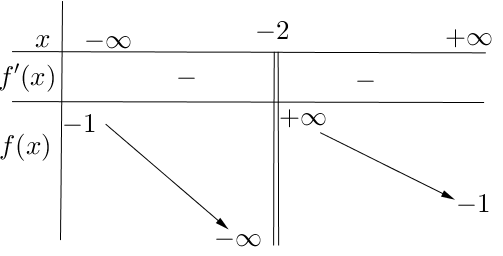 x −∞ −2 +∞
f′(x) − −
−1 +∞
f(x)
−1
−∞